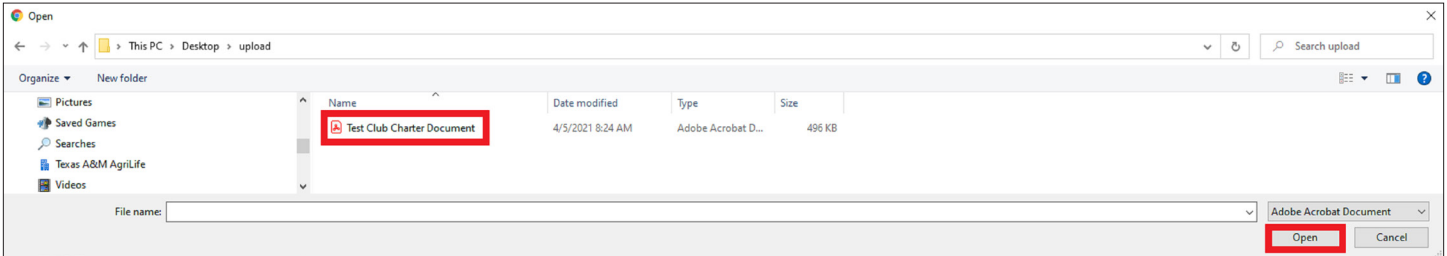 Open
This PC > Desktop > upload
Search upload
Organize
New folder
Pictures
Saved Games
Searches
Texas A&M AgriLife
Videos
Name Date modified Type Size
Test Club Charter Document 4/5/2021 8:24 AM Adobe Acrobat D... 496 KB
File name:
Adobe Acrobat Document
Open
Cancel